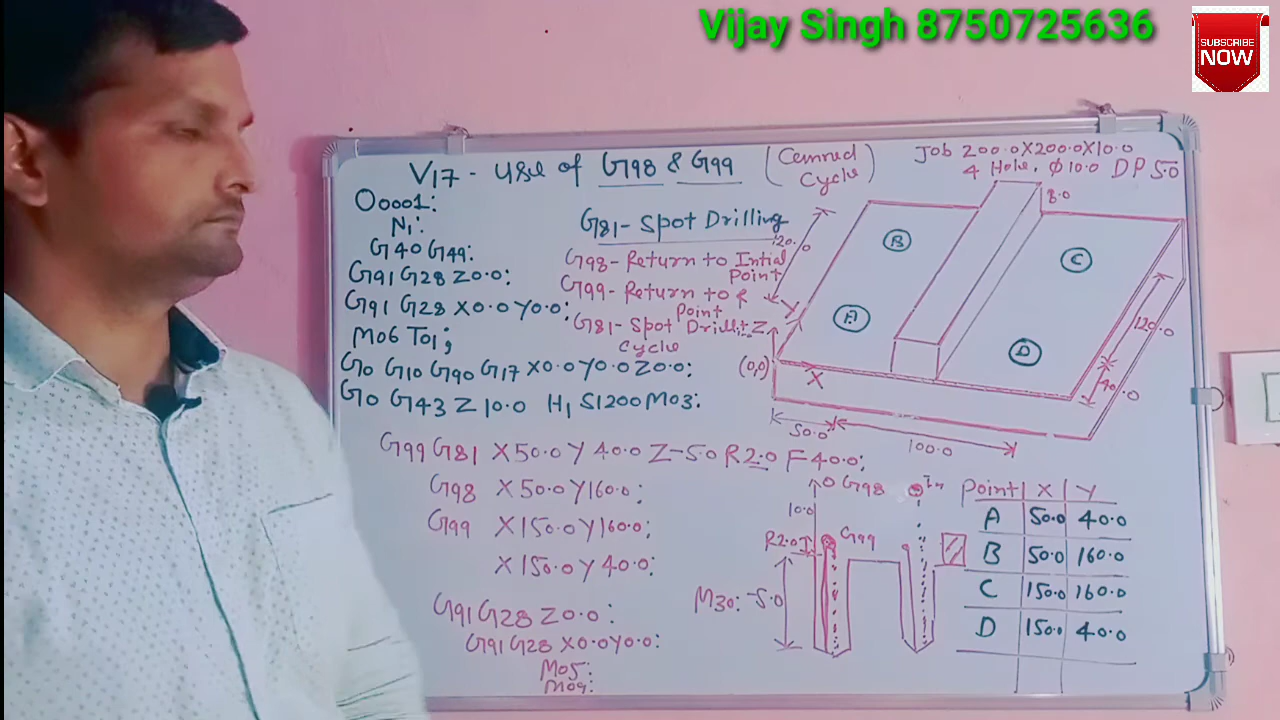 Vijay Singh 8750725636
SUBSCRIBE
NOW
V17 - Use of G98 & G99 (Canned Cycle)
Job 200.0X200.0X10.0
4 Hole, Ø10.0 DP 5.0
O0001:
N1:
G40 G49:
G91 G28 Z0.0:
G91 G28 X0.0 Y0.0:
M06 T01;
G0 G10 G90 G17 X0.0 Y0.0 Z0.0:
G0 G43 Z10.0 H1 S1200 M03:
G99 G81 X50.0 Y40.0 Z-5.0 R2.0 F40.0:
G98 X50.0 Y160.0:
G99 X150.0 Y160.0:
X150.0 Y40.0:
G91 G28 Z0.0:
G91 G28 X0.0 Y0.0:
M05:
M09:
M30:
G81 - Spot Drilling
G98 - Return to Intial Point
G99 - Return to R Point
G81 - Spot Drill Cycle
120.0
8.0
B
C
A
D
Y
Z
(0,0)
X
120.0
40.0
50.0
100.0
G98
In
10.0
R2.0
G99
-5.0
Point X Y
A 50.0 40.0
B 50.0 160.0
C 150.0 160.0
D 150.0 40.0